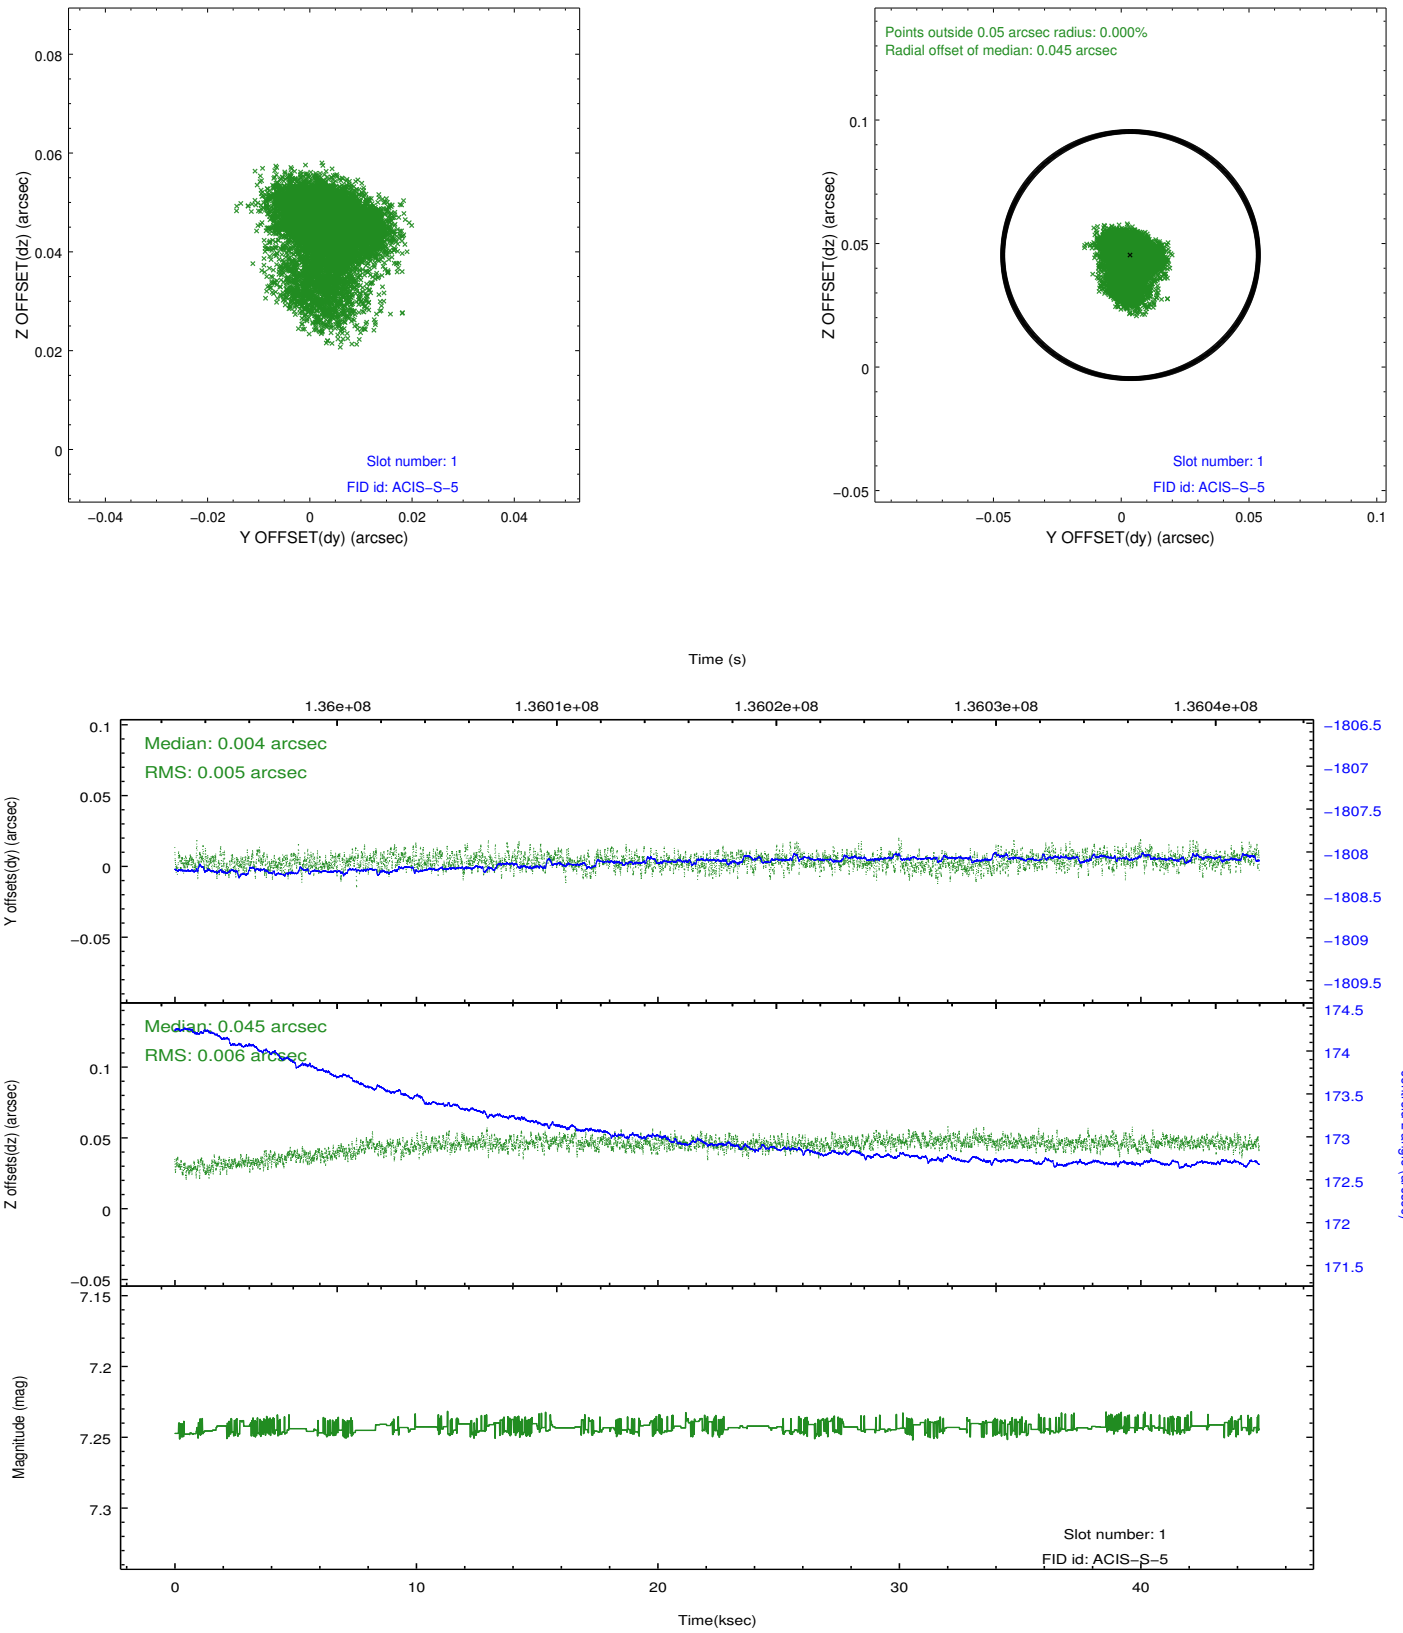 0.08
0.06
0.04
0.02
0
Z OFFSET(dz) (arcsec)
Slot number: 1
FID id: ACIS-S-5
−0.04
−0.02
0
0.02
0.04
Y OFFSET(dy) (arcsec)
Points outside 0.05 arcsec radius: 0.000%
Radial offset of median: 0.045 arcsec
0.1
0.05
0
−0.05
Z OFFSET(dz) (arcsec)
Slot number: 1
FID id: ACIS-S-5
−0.05
0
0.05
0.1
Y OFFSET(dy) (arcsec)
Time (s)
1.36e+08
1.3601e+08
1.3602e+08
1.3603e+08
1.3604e+08
0.1
0.05
0
−0.05
Y offsets(dy) (arcsec)
Median: 0.004 arcsec
RMS: 0.005 arcsec
−1806.5
−1807
−1807.5
−1808
−1808.5
−1809
−1809.5
0.1
0.05
0
−0.05
Z offsets(dz) (arcsec)
Median: 0.045 arcsec
RMS: 0.006 arcsec
174.5
174
173.5
173
172.5
172
171.5
7.15
7.2
7.25
7.3
Magnitude (mag)
Slot number: 1
FID id: ACIS-S-5
0
10
20
30
40
Time(ksec)